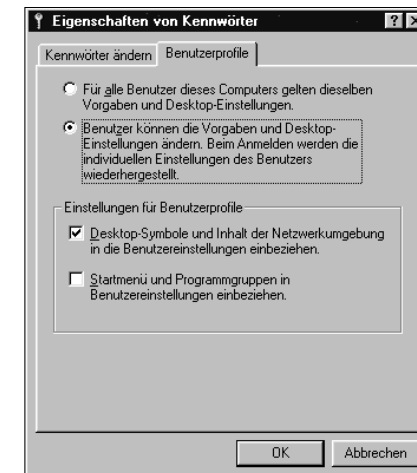 Eigenschaften von Kennwörter
Kennwörter ändern Benutzerprofile
Für alle Benutzer dieses Computers gelten dieselben
Vorgaben und Desktop-Einstellungen.
Benutzer können die Vorgaben und Desktop-
Einstellungen ändern. Beim Anmelden werden die
individuellen Einstellungen des Benutzers
wiederhergestellt.
Einstellungen für Benutzerprofile
Desktop-Symbole und Inhalt der Netzwerkumgebung
in die Benutzereinstellungen einbeziehen.
Startmenü und Programmgruppen in
Benutzereinstellungen einbeziehen.
OK Abbrechen